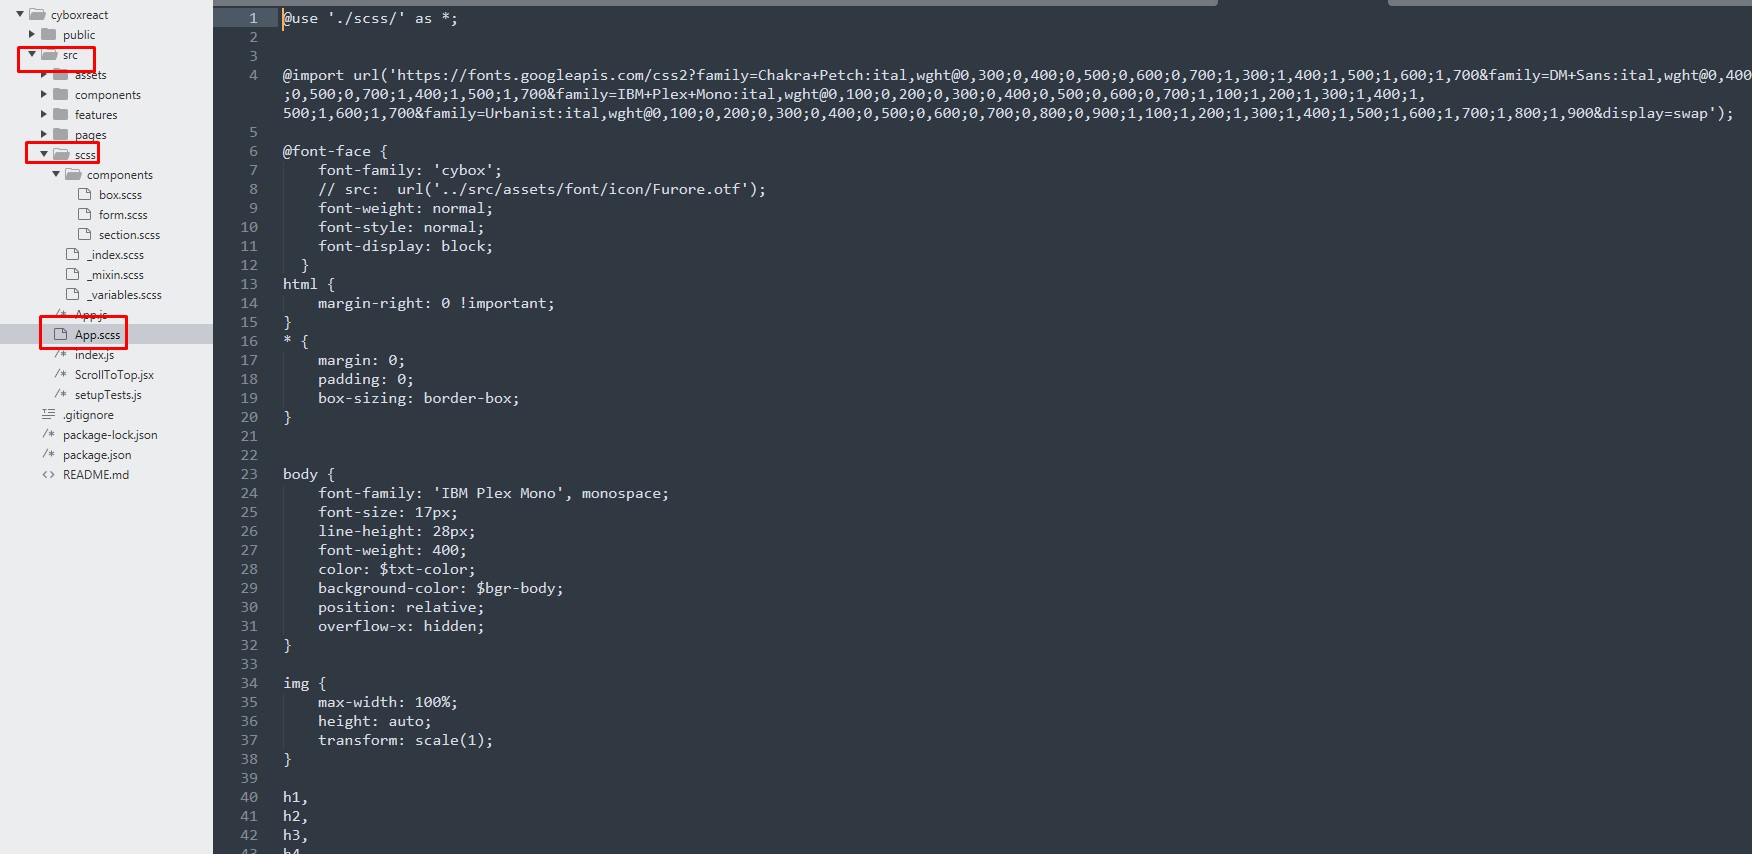 cyboxreact
public
src
assets
components
features
pages
scss
components
box.scss
form.scss
section.scss
_index.scss
_mixin.scss
_variables.scss
/* App.js
App.scss
/* index.js
/* ScrollToTop.jsx
/* setupTests.js
.gitignore
/* package-lock.json
/* package.json
<> README.md
1 @use './scss/' as *;
2
3
4 @import url('https://fonts.googleapis.com/css2?family=Chakra+Petch:ital,wght@0,300;0,400;0,500;0,600;0,700;1,300;1,400;1,500;1,600;1,700&family=DM+Sans:ital,wght@0,400
;0,500;0,700;1,400;1,500;1,700&family=IBM+Plex+Mono:ital,wght@0,100;0,200;0,300;0,400;0,500;0,600;0,700;1,100;1,200;1,300;1,400;1,
500;1,600;1,700&family=Urbanist:ital,wght@0,100;0,200;0,300;0,400;0,500;0,600;0,700;0,800;0,900;1,100;1,200;1,300;1,400;1,500;1,600;1,700;1,800;1,900&display=swap');
5
6 @font-face {
7 font-family: 'cybox';
8 // src:  url('../src/assets/font/icon/Furore.otf');
9 font-weight: normal;
10 font-style: normal;
11 font-display: block;
12 }
13 html {
14 margin-right: 0 !important;
15 }
16 * {
17 margin: 0;
18 padding: 0;
19 box-sizing: border-box;
20 }
21
22
23 body {
24 font-family: 'IBM Plex Mono', monospace;
25 font-size: 17px;
26 line-height: 28px;
27 font-weight: 400;
28 color: $txt-color;
29 background-color: $bgr-body;
30 position: relative;
31 overflow-x: hidden;
32 }
33
34 img {
35 max-width: 100%;
36 height: auto;
37 transform: scale(1);
38 }
39
40 h1,
41 h2,
42 h3,
43 h4